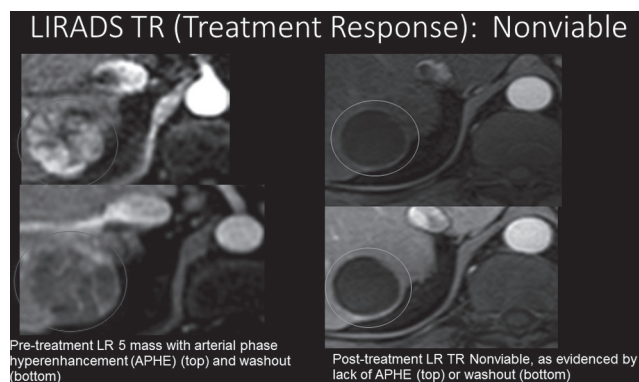 LIRADS TR (Treatment Response): Nonviable
Pre-treatment LR 5 mass with arterial phase
hyperenhancement (APHE) (top) and washout
(bottom)
Post-treatment LR TR Nonviable, as evidenced by
lack of APHE (top) or washout (bottom)